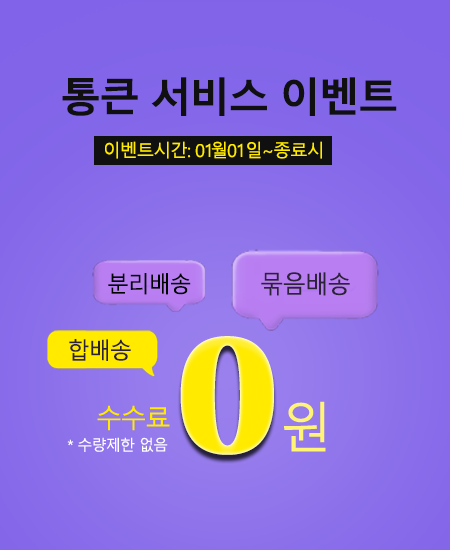 통큰 서비스 이벤트
이벤트시간: 01월01일~종료시
분리배송
묶음배송
합배송
수수료 0원
* 수량제한 없음